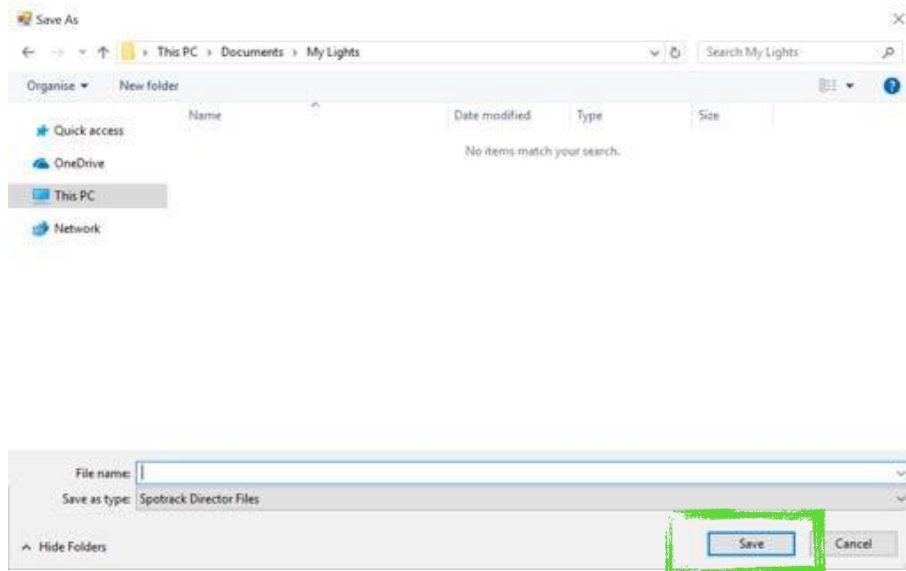 Save As
This PC › Documents › My Lights
Search My Lights
Organise
New folder
Name
Date modified
Type
Size
Quick access
No items match your search.
OneDrive
This PC
Network
File name:
Save as type: Spotrack Director Files
Hide Folders
Save
Cancel